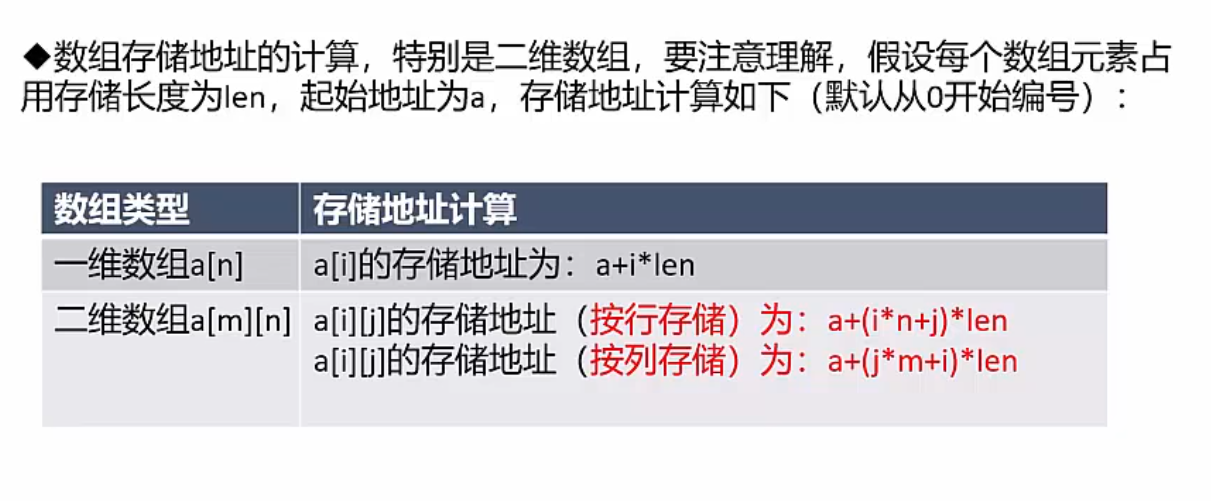 ◆数组存储地址的计算，特别是二维数组，要注意理解，假设每个数组元素占
用存储长度为len，起始地址为a，存储地址计算如下（默认从0开始编号）：
数组类型 存储地址计算
一维数组a[n] a[i]的存储地址为：a+i*len
二维数组a[m][n] a[i][j]的存储地址（按行存储）为：a+(i*n+j)*len
a[i][j]的存储地址（按列存储）为：a+(j*m+i)*len